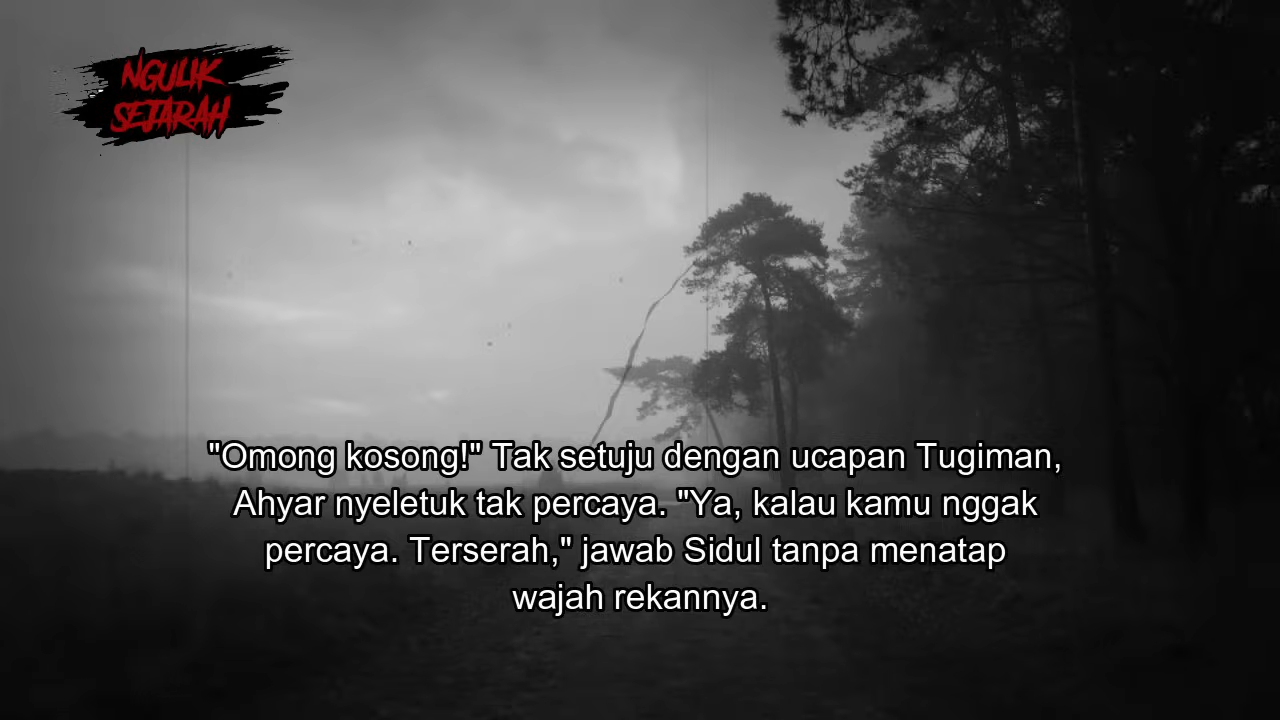 NGULIK
SEJARAH
"Omong kosong!" Tak setuju dengan ucapan Tugiman,
Ahyar nyeletuk tak percaya. "Ya, kalau kamu nggak
percaya. Terserah," jawab Sidul tanpa menatap
wajah rekannya.